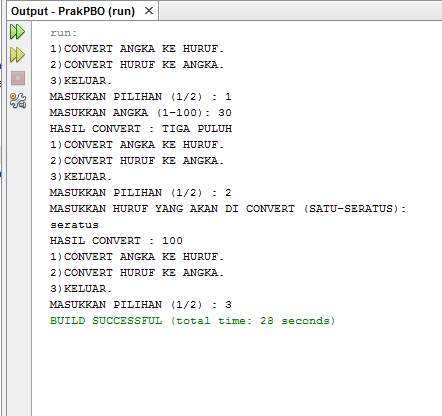 Output - PrakPBO (run)
run:
1)CONVERT ANGKA KE HURUF.
2)CONVERT HURUF KE ANGKA.
3)KELUAR.
MASUKKAN PILIHAN (1/2) : 1
MASUKKAN ANGKA (1-100): 30
HASIL CONVERT : TIGA PULUH
1)CONVERT ANGKA KE HURUF.
2)CONVERT HURUF KE ANGKA.
3)KELUAR.
MASUKKAN PILIHAN (1/2) : 2
MASUKKAN HURUF YANG AKAN DI CONVERT (SATU-SERATUS):
seratus
HASIL CONVERT : 100
1)CONVERT ANGKA KE HURUF.
2)CONVERT HURUF KE ANGKA.
3)KELUAR.
MASUKKAN PILIHAN (1/2) : 3
BUILD SUCCESSFUL (total time: 28 seconds)